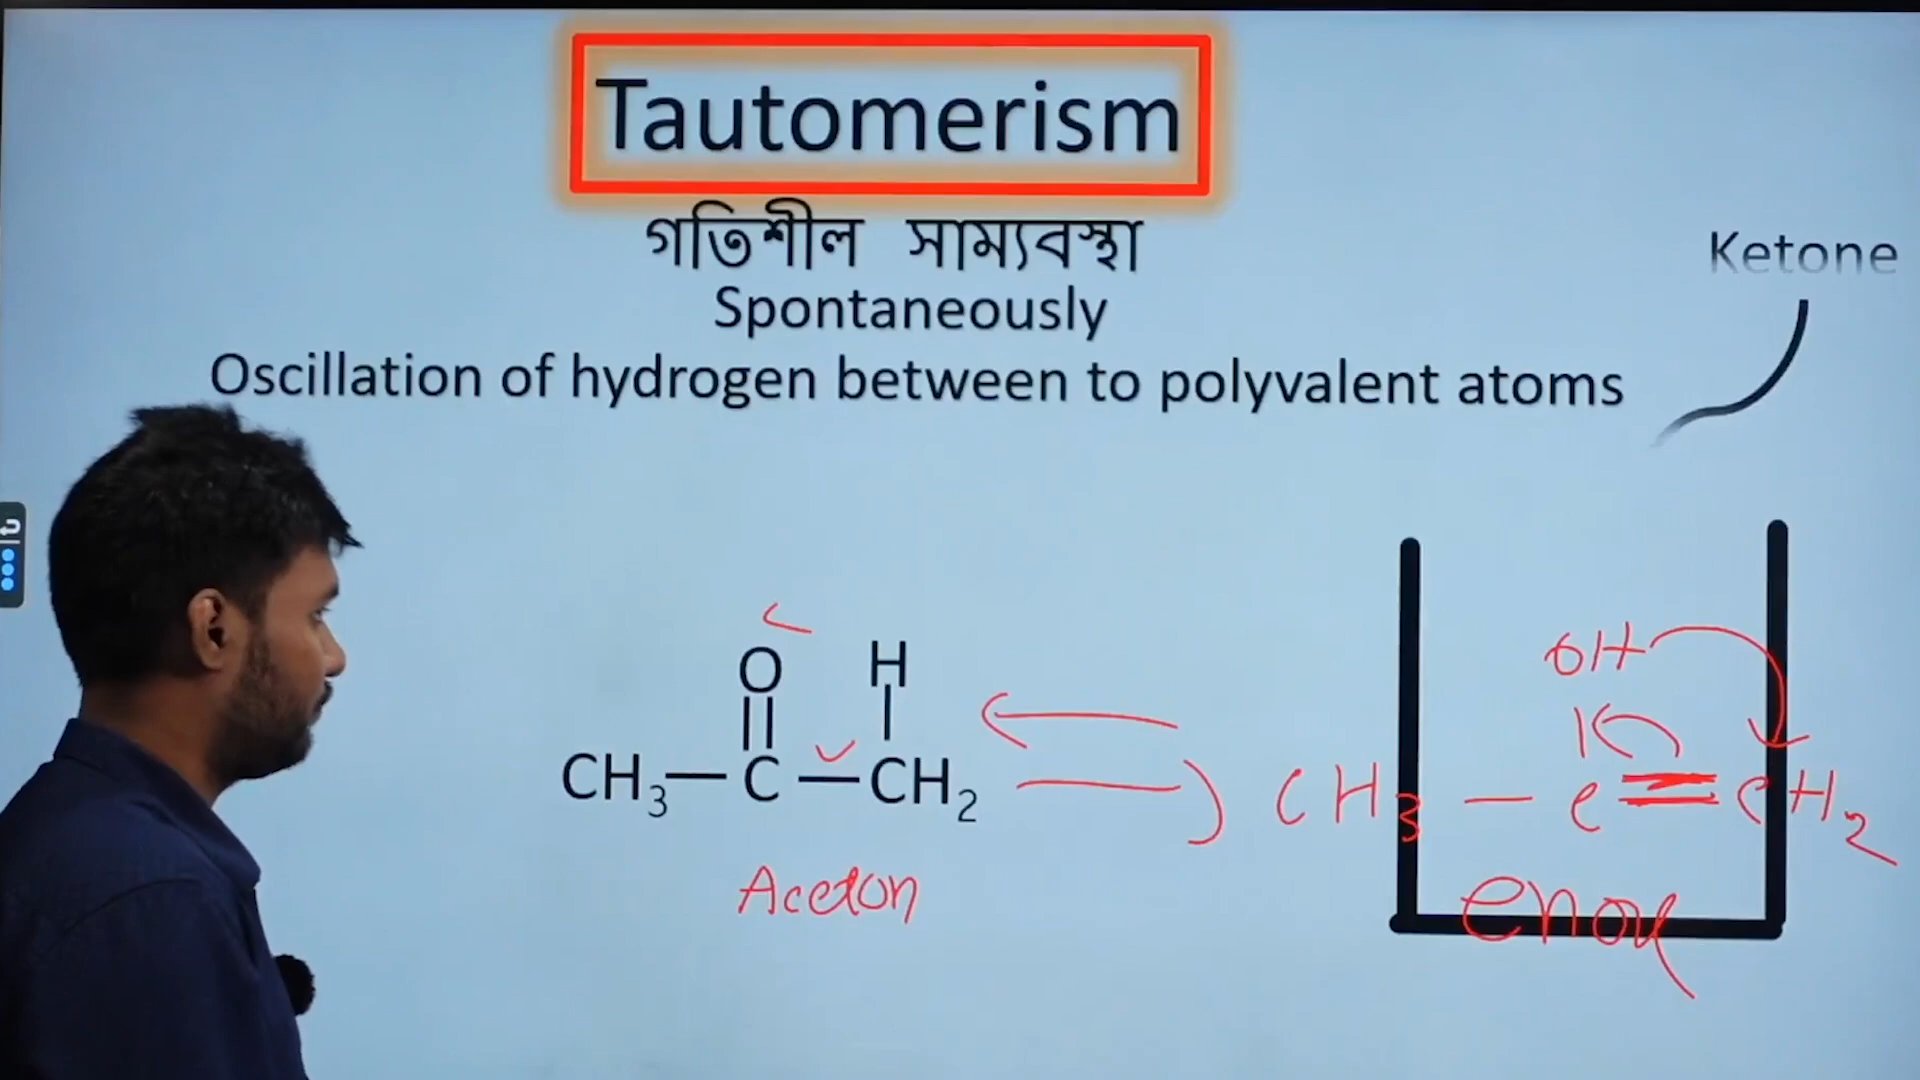 Tautomerism
গতিশীল সাম্যবস্থা
Spontaneously
Ketone
Oscillation of hydrogen between to polyvalent atoms
O H
OH
CH3—C—CH2
CH3 — C = CH2
Aceton
enol